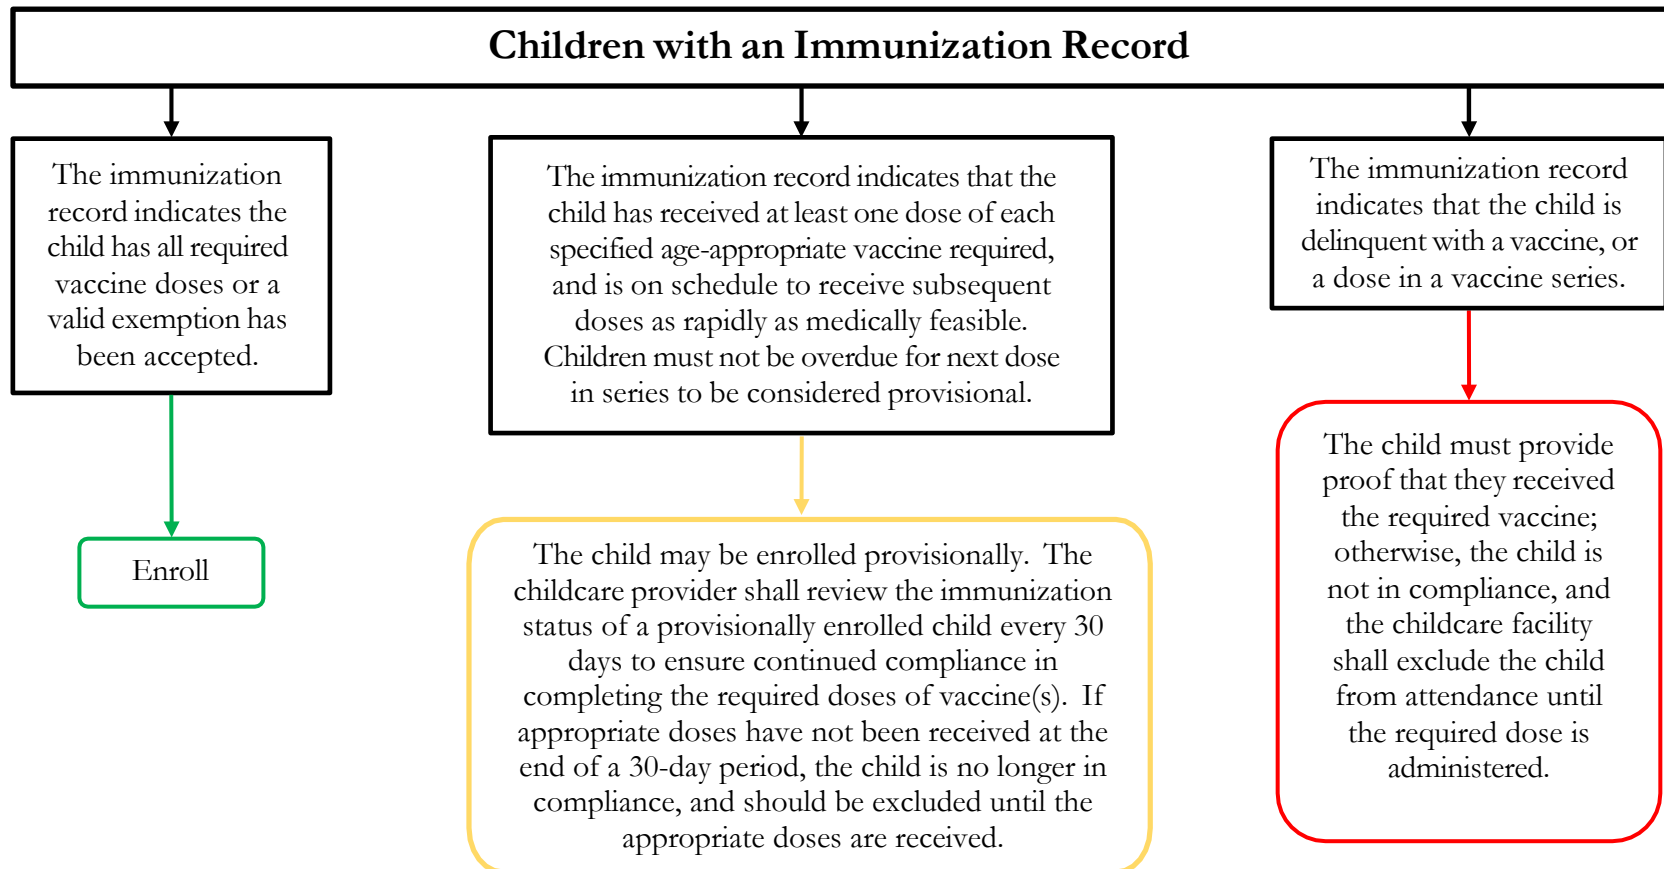 Children with an Immunization Record
The immunization
record indicates the
child has all required
vaccine doses or a
valid exemption has
been accepted.
Enroll
The immunization record indicates that the
child has received at least one dose of each
specified age-appropriate vaccine required,
and is on schedule to receive subsequent
doses as rapidly as medically feasible.
Children must not be overdue for next dose
in series to be considered provisional.
The child may be enrolled provisionally. The
childcare provider shall review the immunization
status of a provisionally enrolled child every 30
days to ensure continued compliance in
completing the required doses of vaccine(s). If
appropriate doses have not been received at the
end of a 30-day period, the child is no longer in
compliance, and should be excluded until the
appropriate doses are received.
The immunization record
indicates that the child is
delinquent with a vaccine, or
a dose in a vaccine series.
The child must provide
proof that they received
the required vaccine;
otherwise, the child is
not in compliance, and
the childcare facility
shall exclude the child
from attendance until
the required dose is
administered.